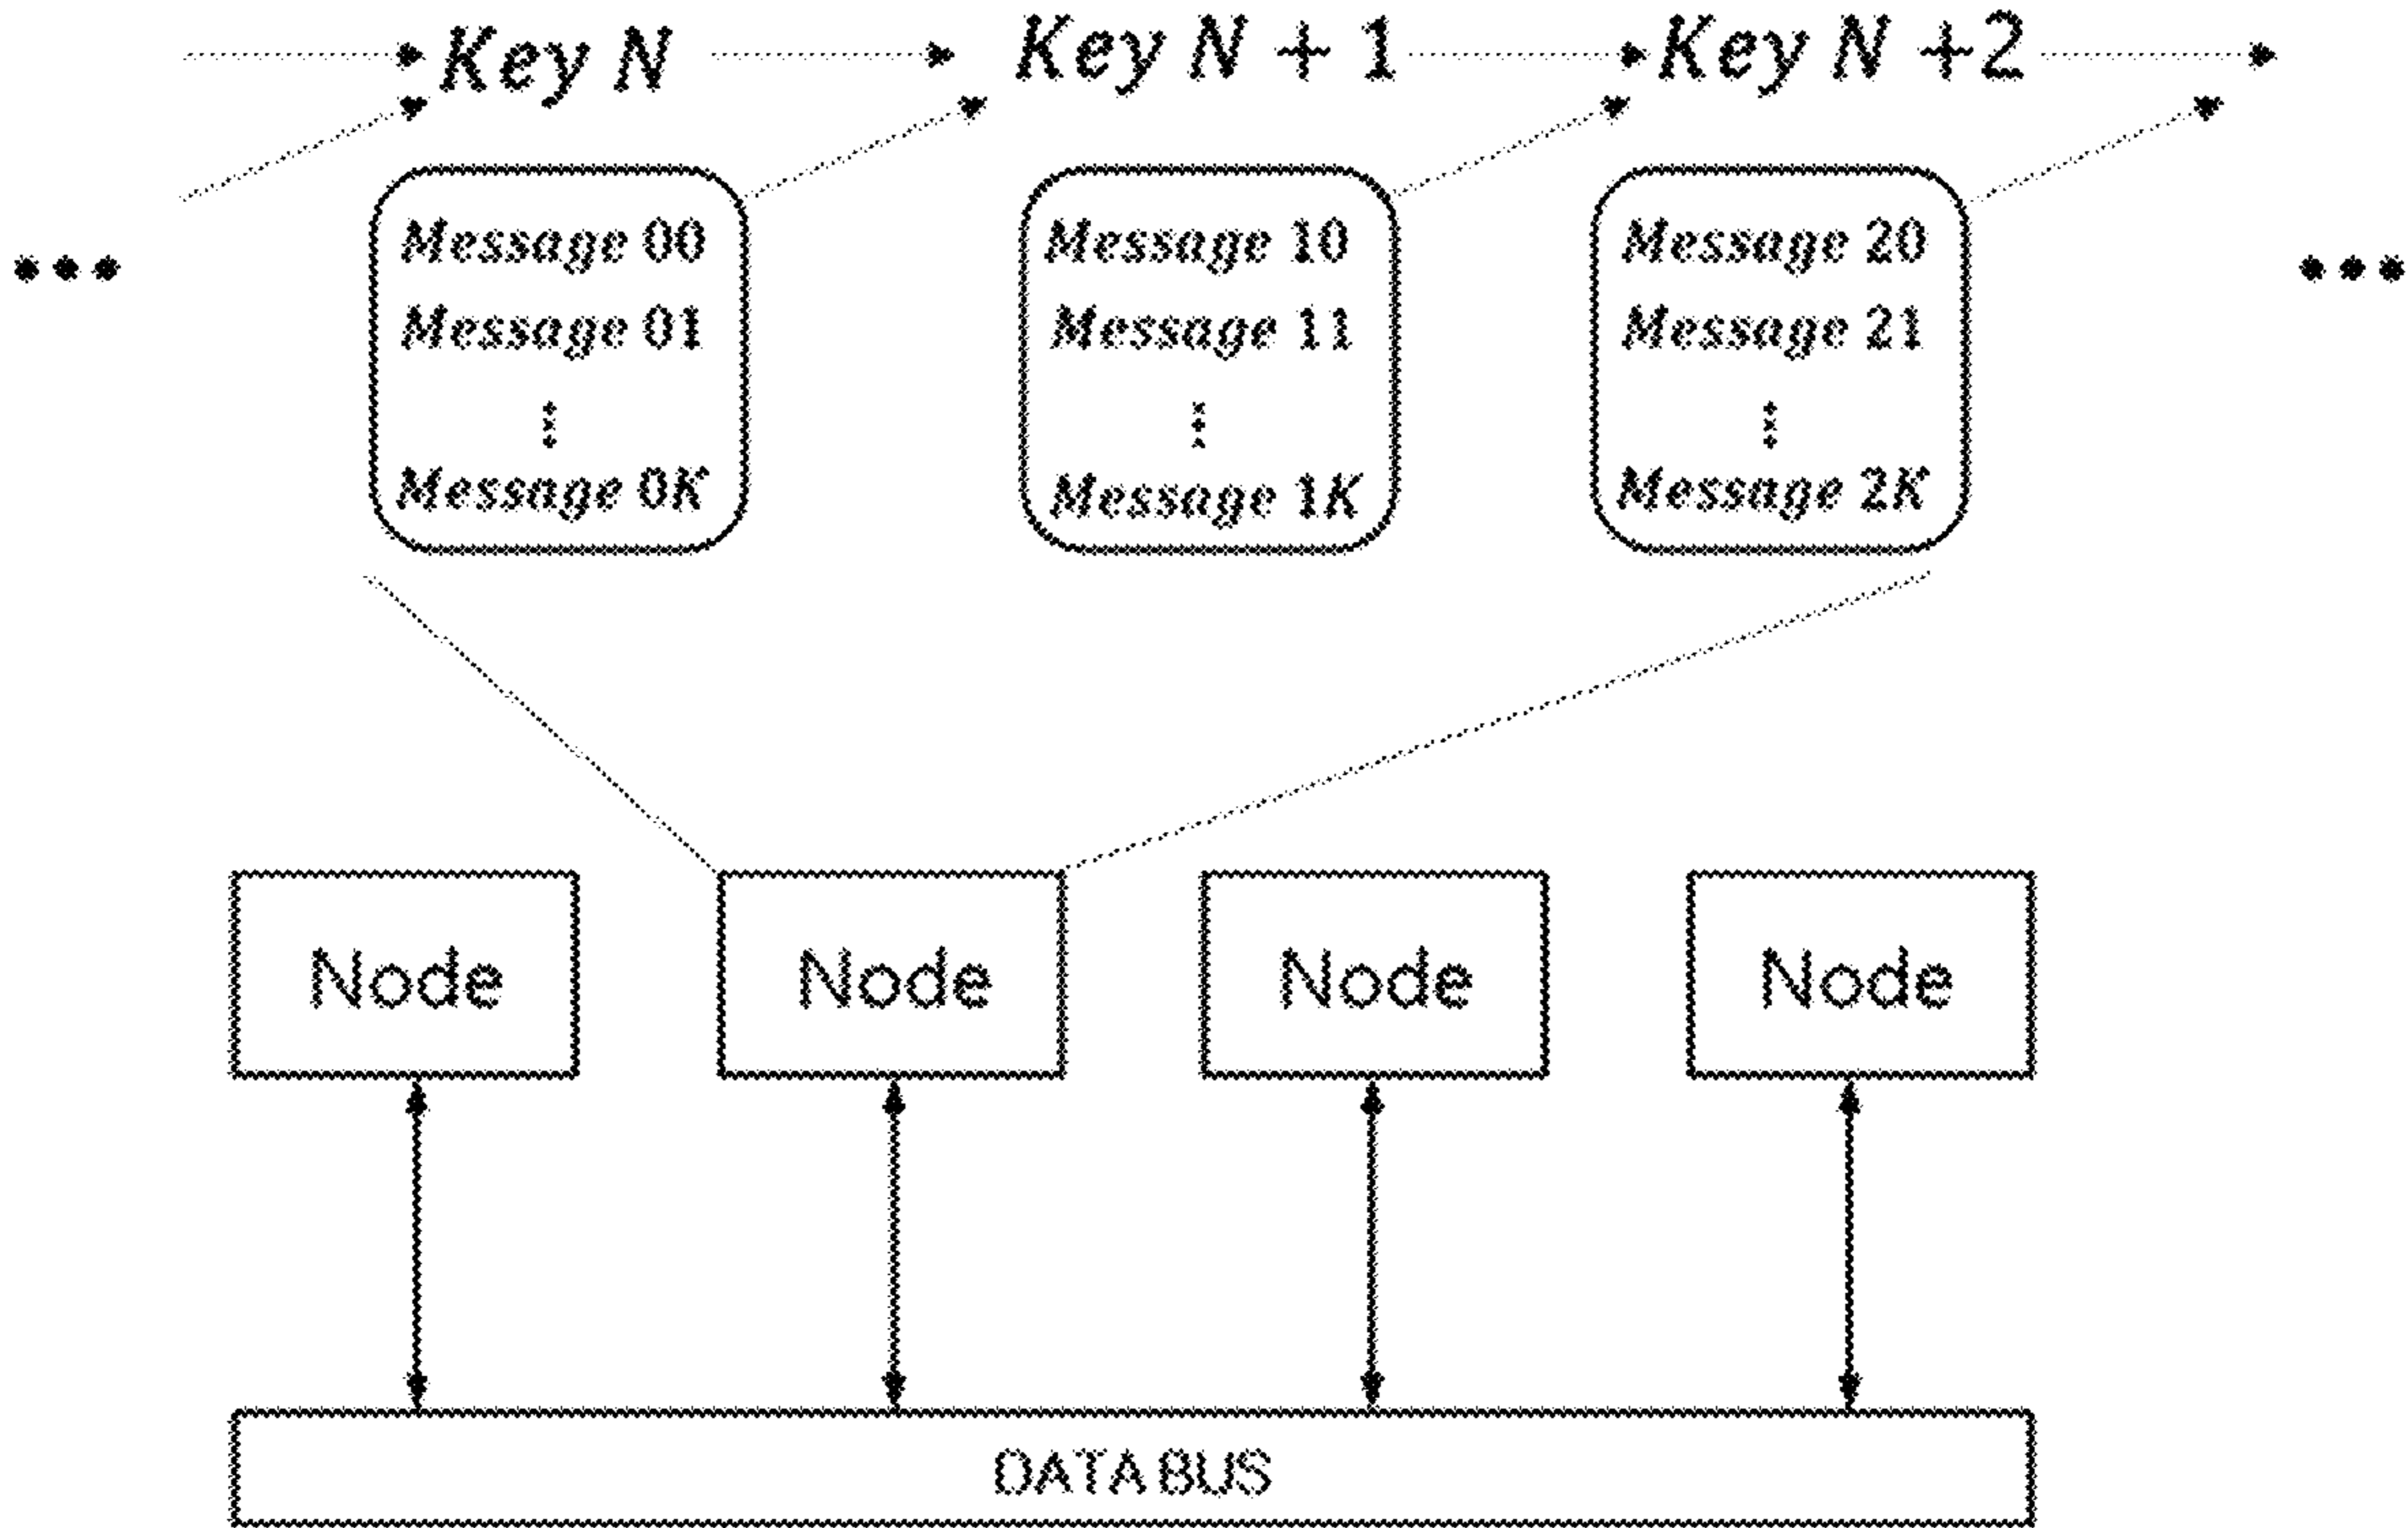 Key N Key N + 1 Key N +2
Message 00 Message 10 Message 20
Message 01 Message 11 Message 21
Message 0K Message 1K Message 2K
Node Node Node Node
DATA BUS